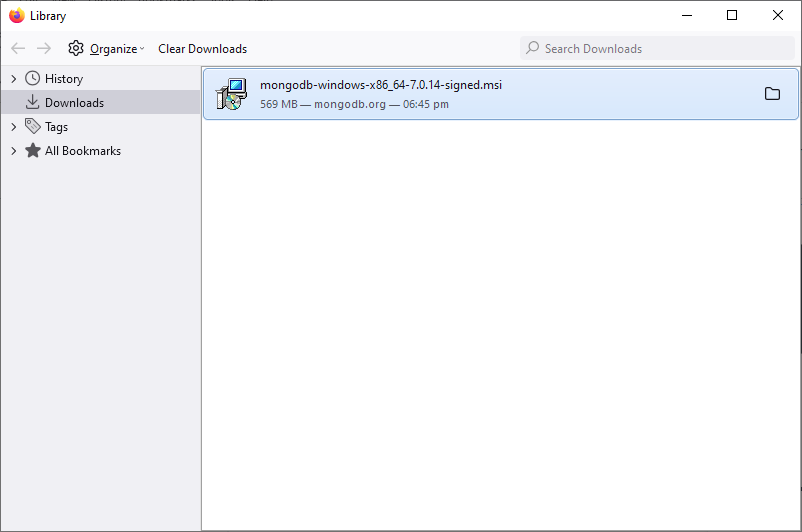 Library
Organize
Clear Downloads
Search Downloads
History
Downloads
Tags
All Bookmarks
mongodb-windows-x86_64-7.0.14-signed.msi
569 MB — mongodb.org — 06:45 pm